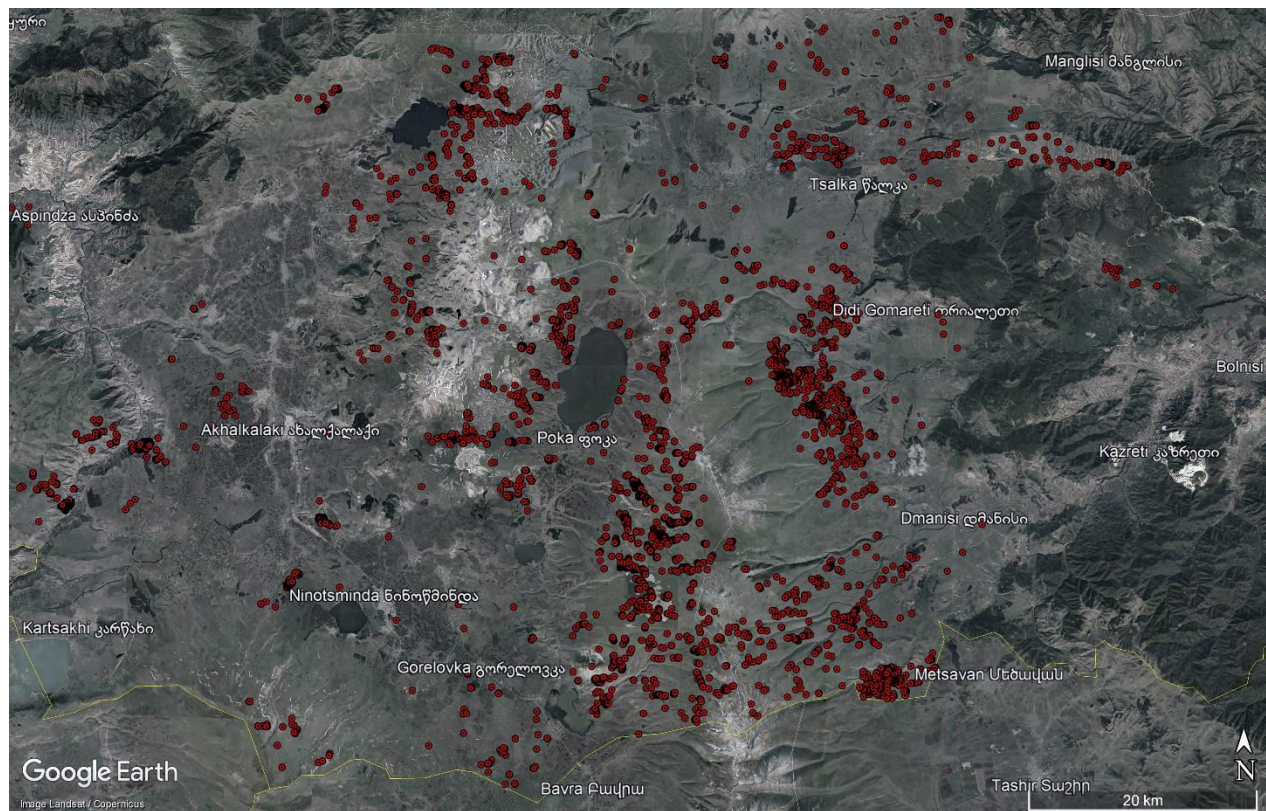 Manglisi მანგლისი
Tsalka წალკა
Aspindza ასპინძა
Didi Gomareti ორიალეთი
Bolnisi
Akhalkalaki ახალქალაქი
Poka ფოკა
Kazreti კაზრეთი
Dmanisi დმანისი
Ninotsminda ნინოწმინდა
Kartsakhi კარწახი
Gorelovka გორელოვკა
Metsavan Մեծավան
Bavra Բավրա
Tashir Տաշիր
N
20 km
Google Earth
Image Landsat / Copernicus